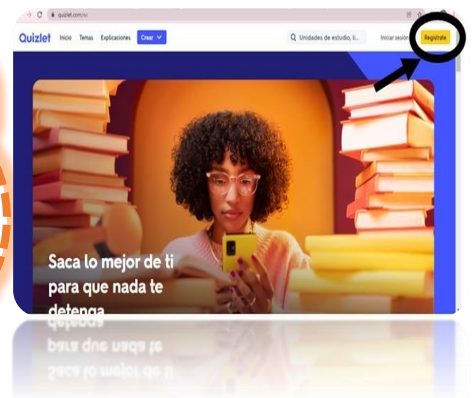 quizlet.com/es
Quizlet Inicio Temas Explicaciones Crear Unidades de estudio, li... Iniciar sesión Regístrate
Saca lo mejor de ti
para que nada te
detenga